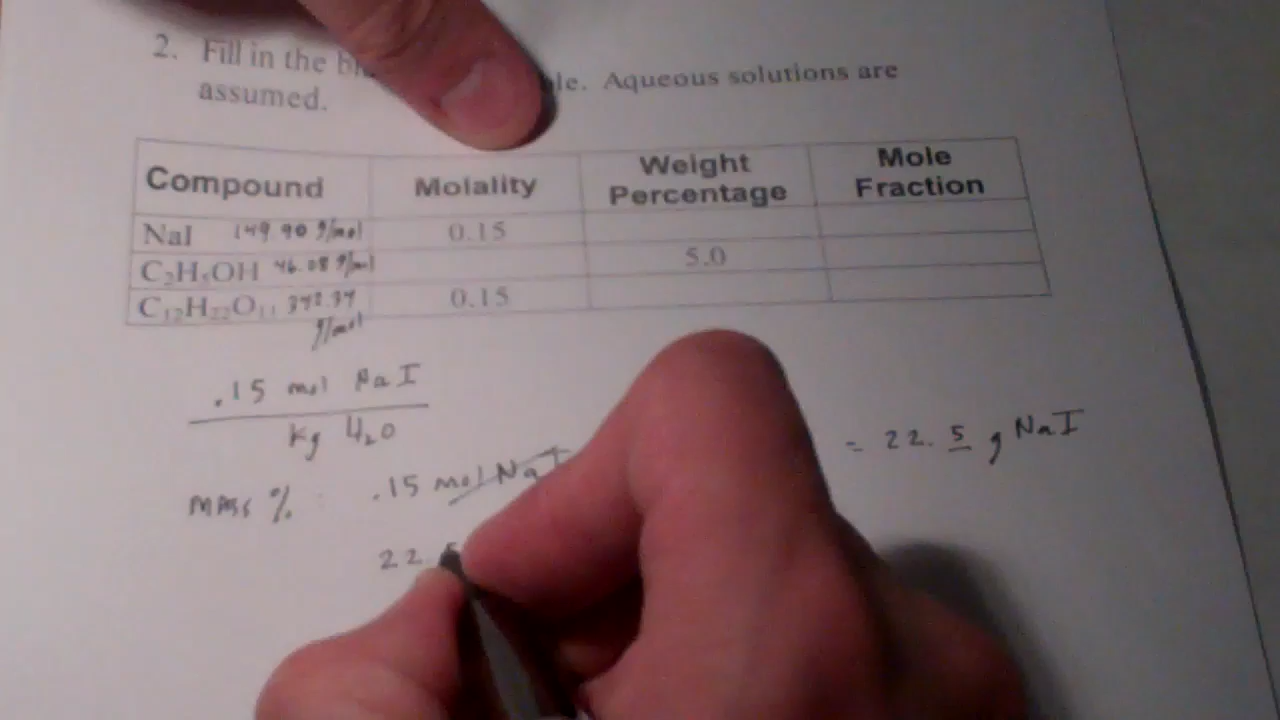 2. Fill in the ble. Aqueous solutions are
assumed.
Compound Molality Weight Percentage Mole Fraction
NaI 149.90 g/mol 0.15
C₂H₅OH 46.08 g/mol 5.0
C₁₂H₂₂O₁₁ 342.34 g/mol 0.15
.15 mol NaI
kg H₂O
= 22.5 g NaI
mass % : .15 mol NaI
22.5